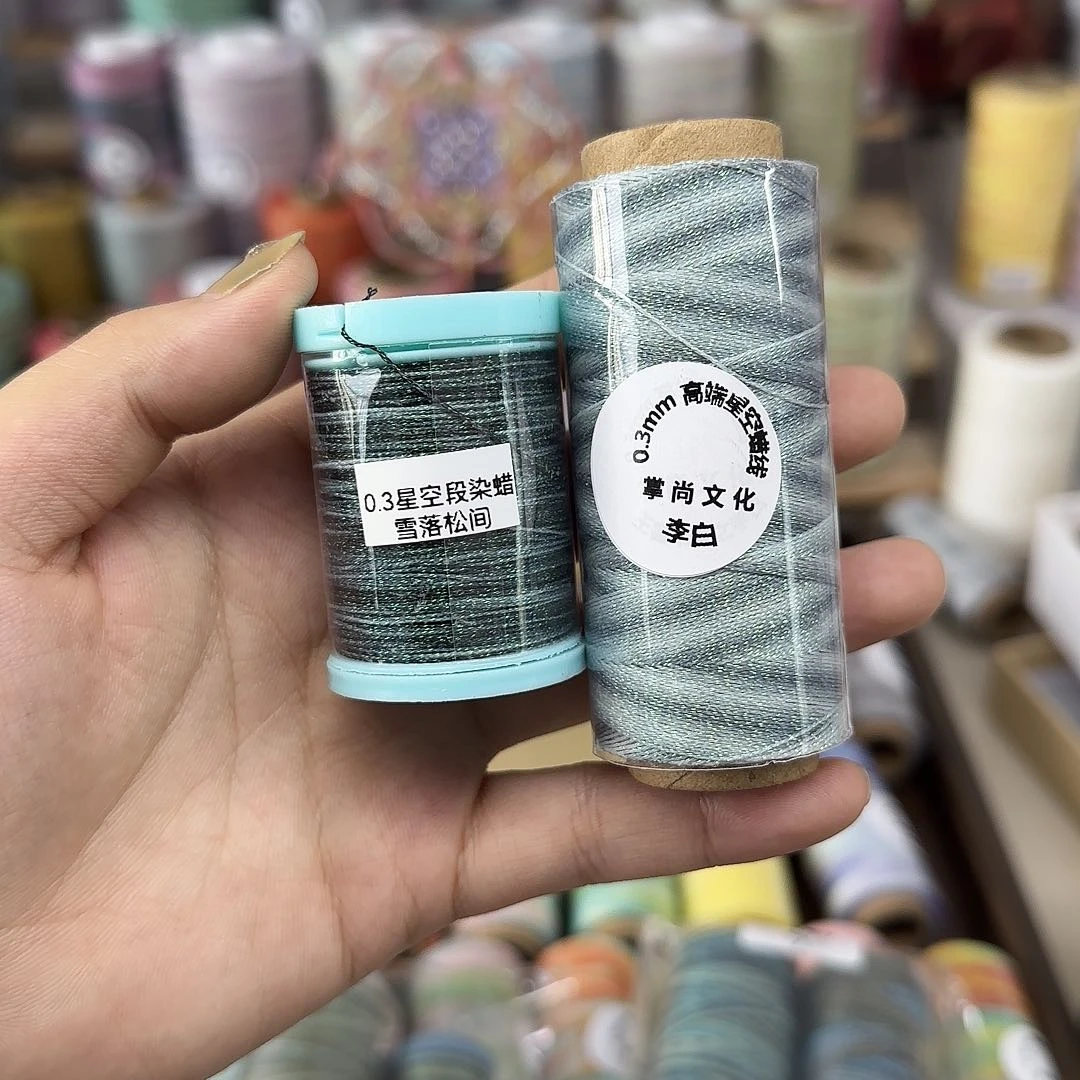 0.3星空段染蜡
雪落松间
0.3mm 高端星空蜡线
掌尚文化
李白